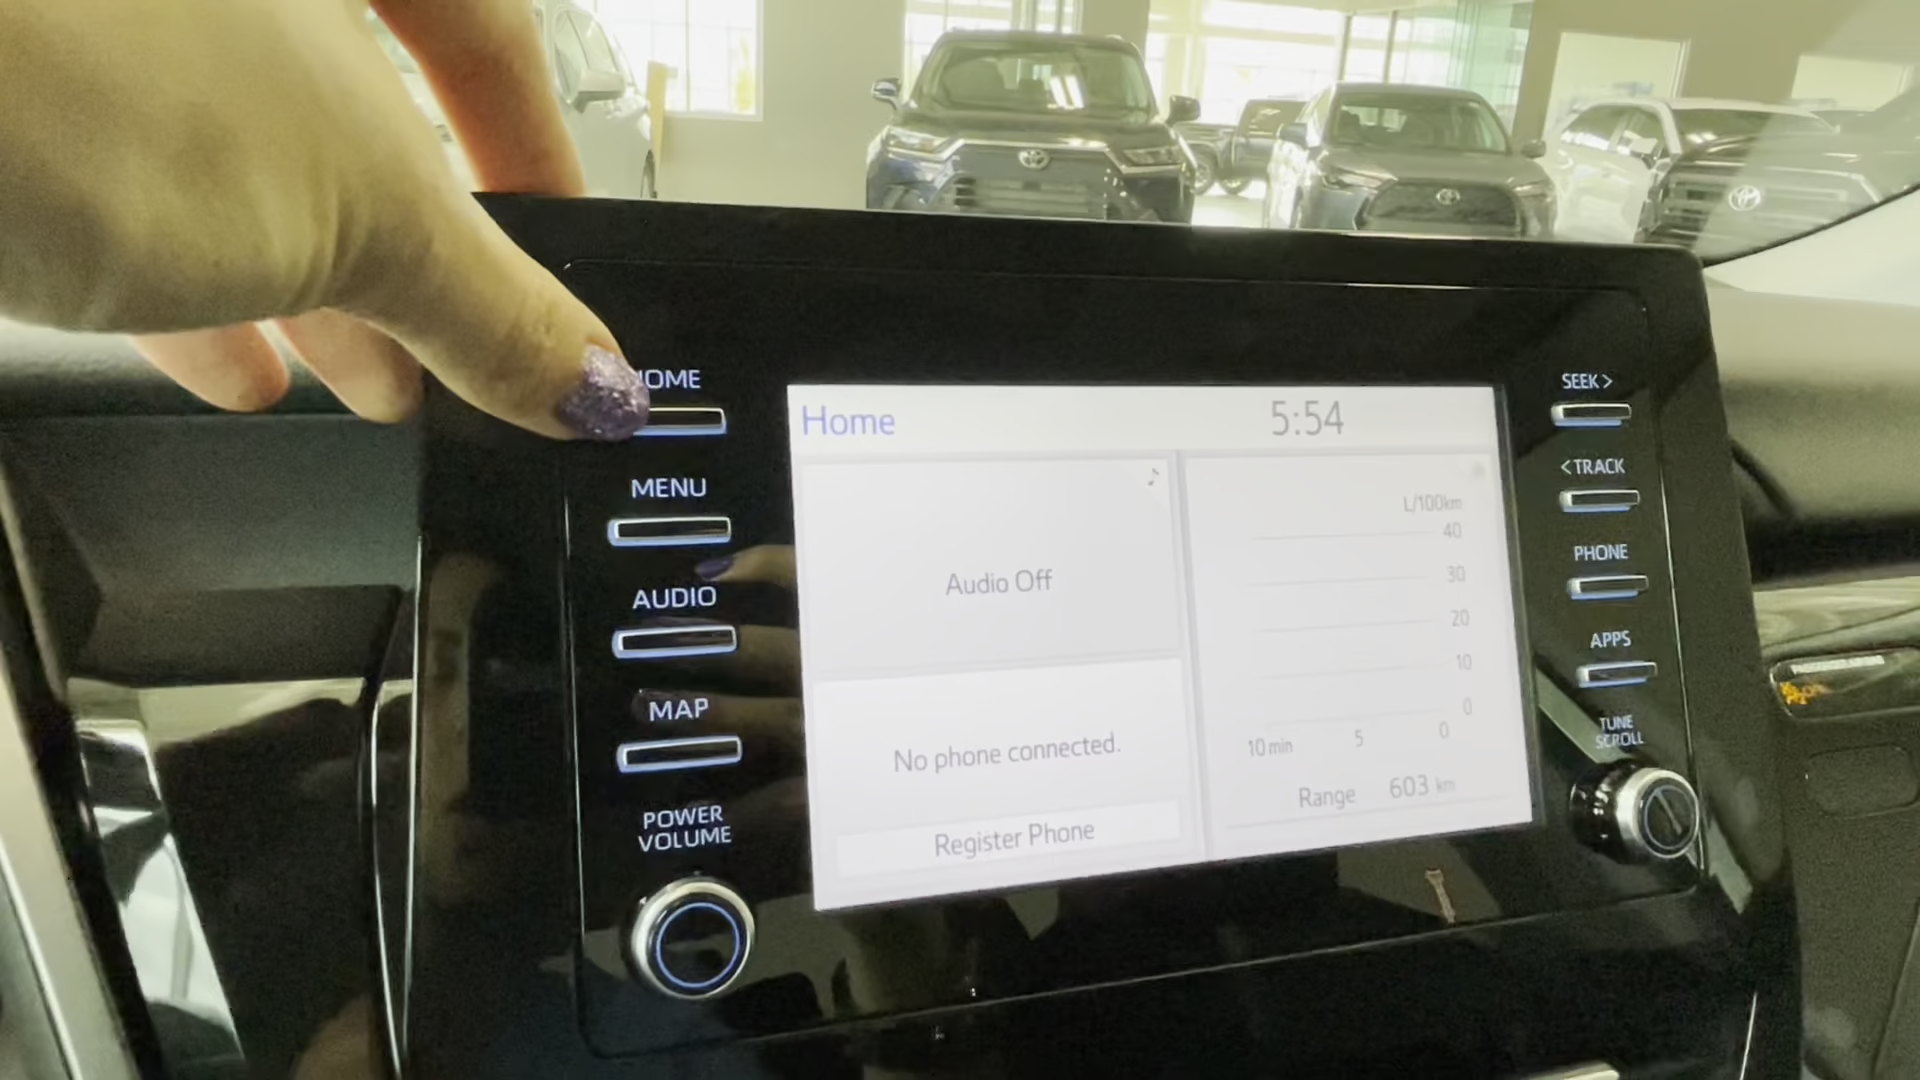 HOME
MENU
AUDIO
MAP
POWER
VOLUME
Home
5:54
Audio Off
No phone connected.
Register Phone
L/100km
40
30
20
10
0
10 min 5 0
Range 603 km
SEEK >
< TRACK
PHONE
APPS
TUNE
SCROLL